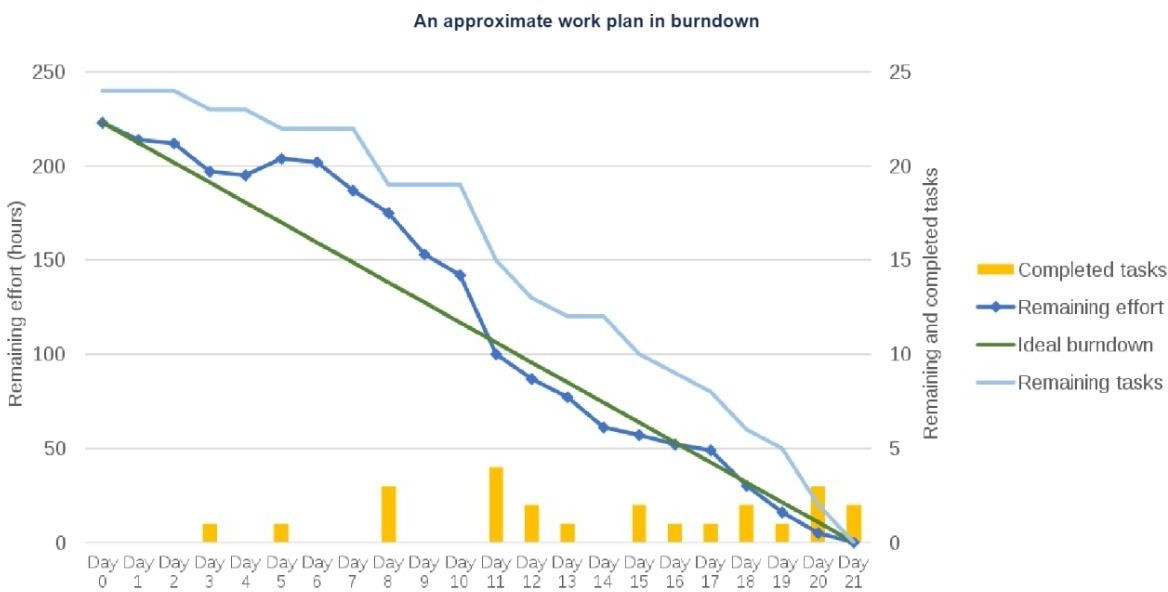 An approximate work plan in burndown
250
200
150
100
50
0
Remaining effort (hours)
25
20
15
10
5
0
Remaining and completed tasks
Day 0
Day 1
Day 2
Day 3
Day 4
Day 5
Day 6
Day 7
Day 8
Day 9
Day 10
Day 11
Day 12
Day 13
Day 14
Day 15
Day 16
Day 17
Day 18
Day 19
Day 20
Day 21
Completed tasks
Remaining effort
Ideal burndown
Remaining tasks